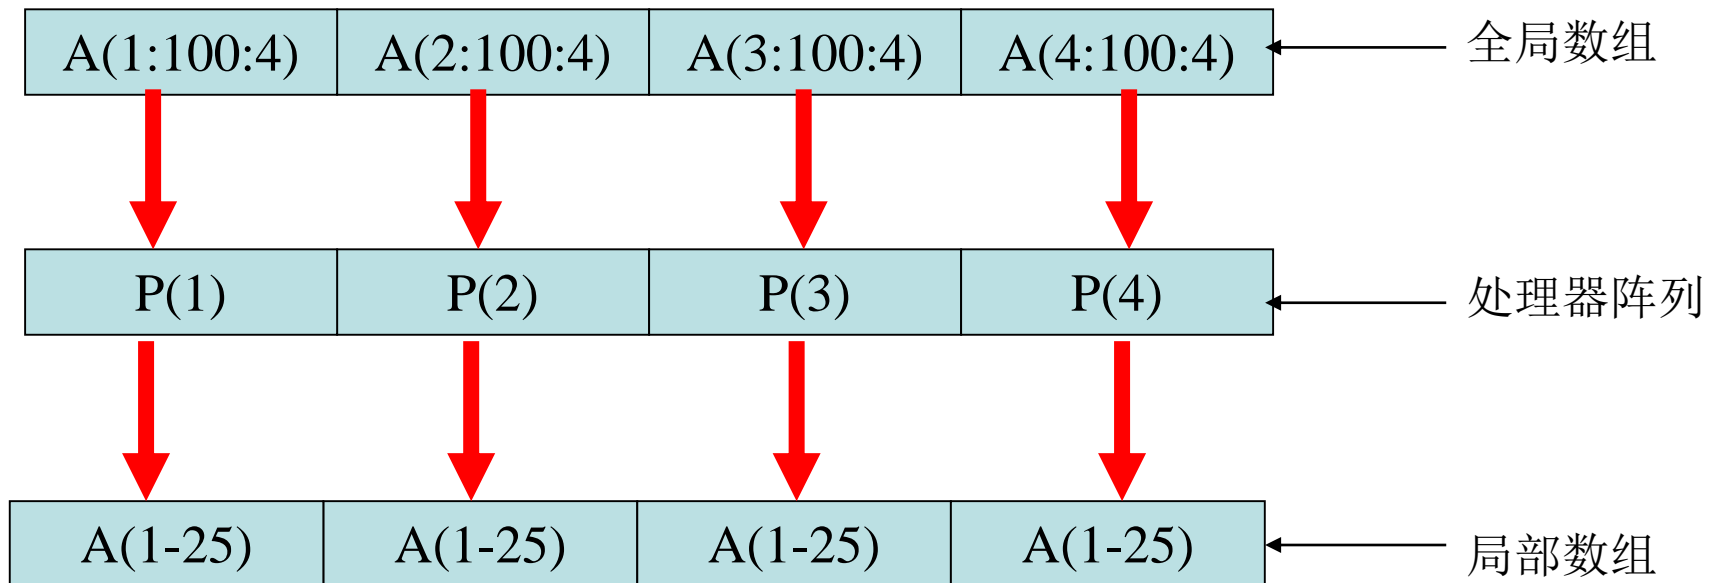 A(1:100:4) A(2:100:4) A(3:100:4) A(4:100:4) 全局数组
P(1) P(2) P(3) P(4) 处理器阵列
A(1-25) A(1-25) A(1-25) A(1-25) 局部数组